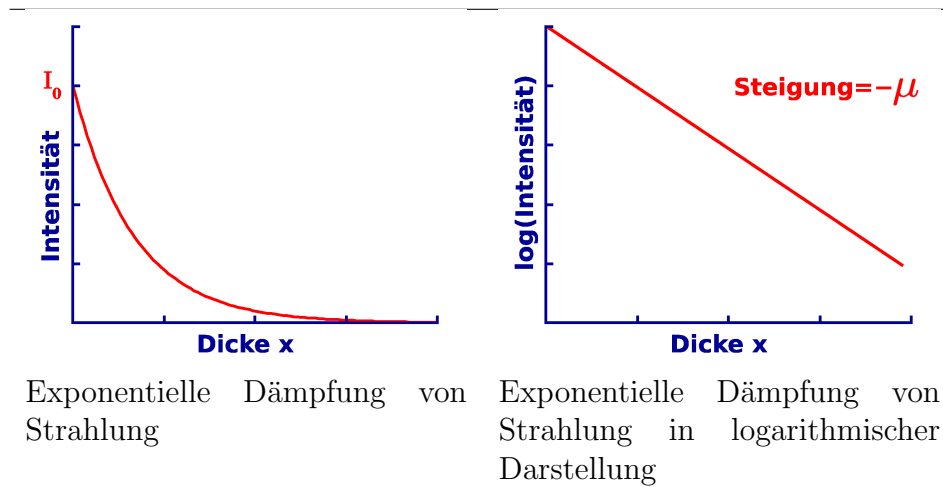 I₀
Intensität
Dicke x
Exponentielle Dämpfung von
Strahlung
Steigung=−μ
log(Intensität)
Dicke x
Exponentielle Dämpfung von
Strahlung in logarithmischer
Darstellung